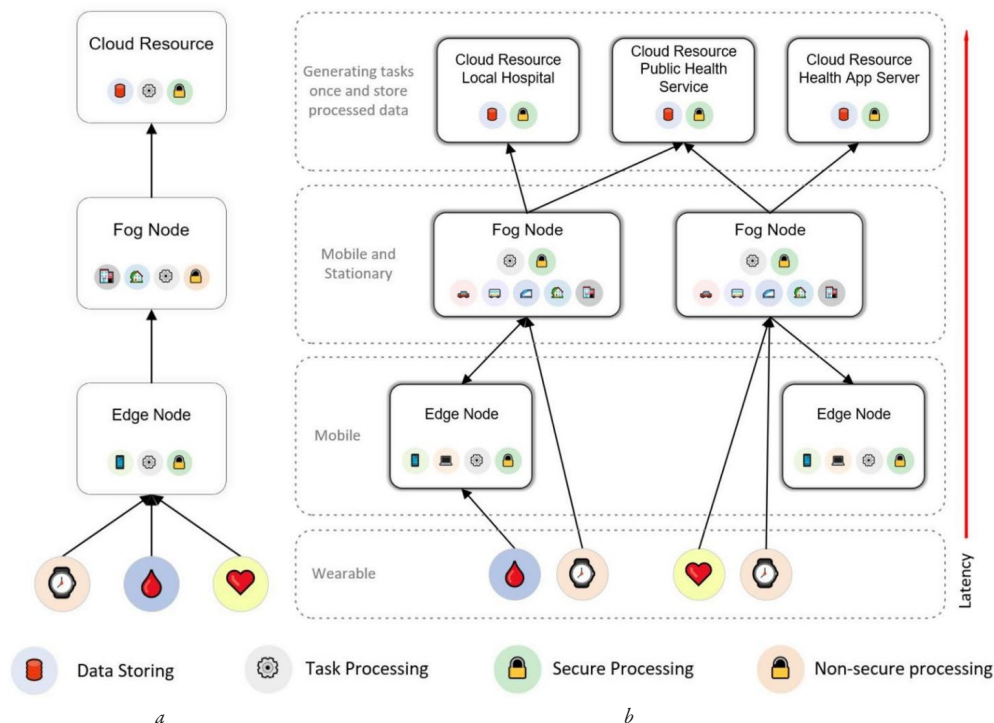 Cloud Resource
Fog Node
Edge Node
Generating tasks
once and store
processed data
Cloud Resource
Local Hospital
Cloud Resource
Public Health
Service
Cloud Resource
Health App Server
Mobile and
Stationary
Fog Node
Fog Node
Mobile
Edge Node
Edge Node
Wearable
Latency
Data Storing
Task Processing
Secure Processing
Non-secure processing
a
b